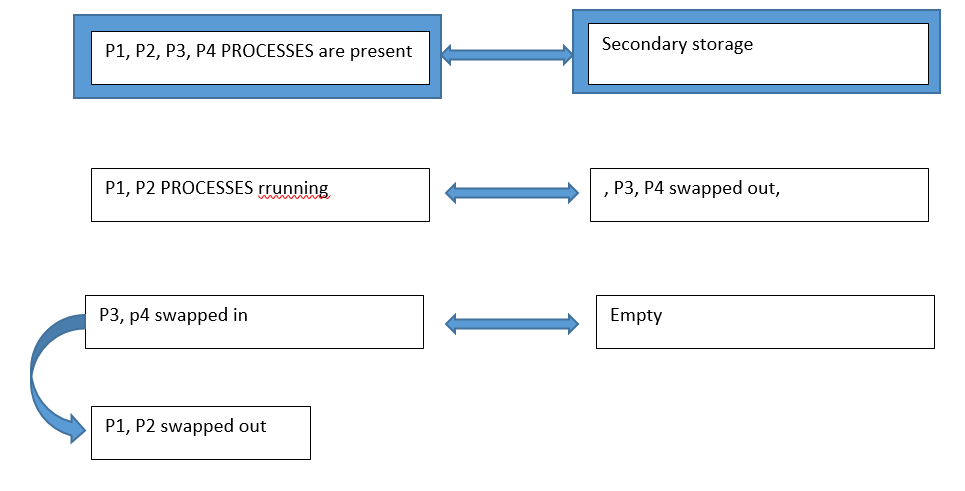 P1, P2, P3, P4 PROCESSES are present
Secondary storage
P1, P2 PROCESSES rrunning
, P3, P4 swapped out,
P3, p4 swapped in
Empty
P1, P2 swapped out